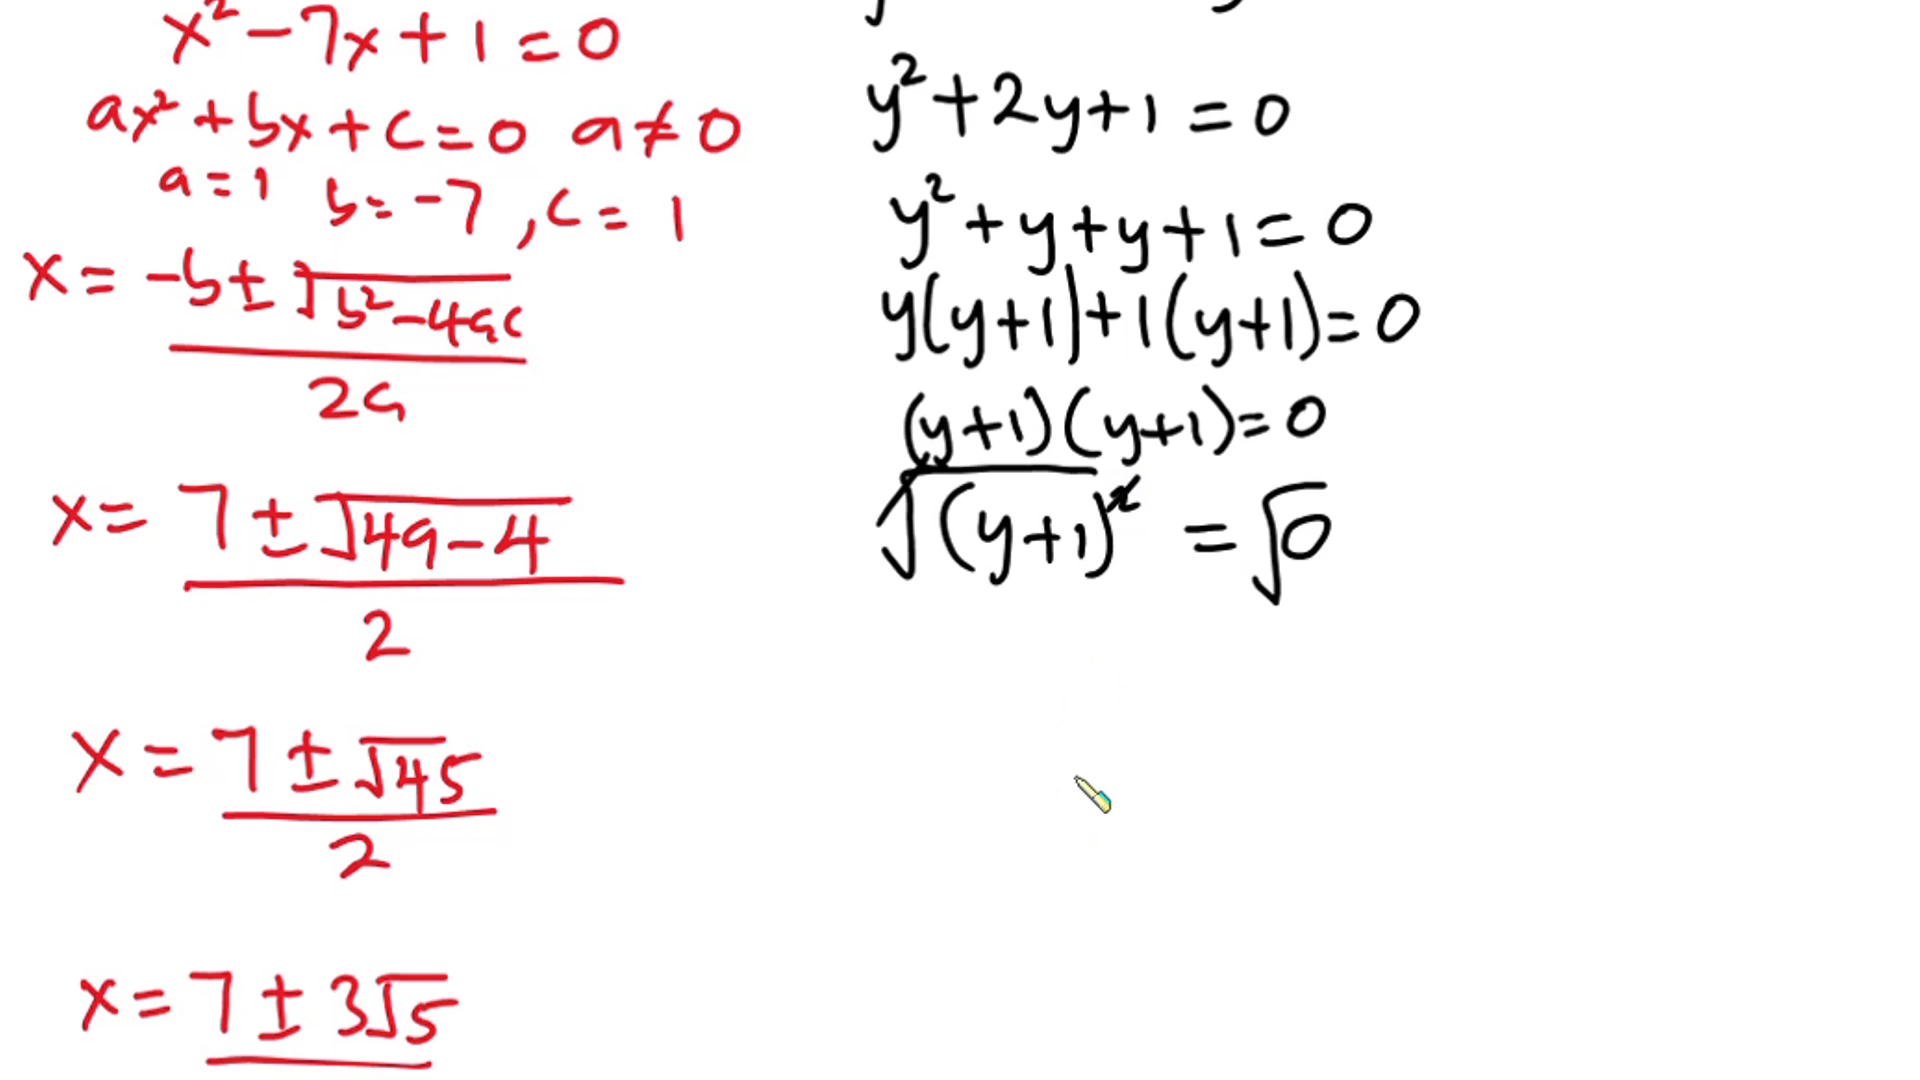 x² - 7x + 1 = 0
ax² + bx + c = 0 a ≠ 0
a = 1 b = -7 , c = 1
x = -b ± √b² - 4ac
2a
x = 7 ± √49 - 4
2
x = 7 ± √45
2
x = 7 ± 3√5
y² + 2y + 1 = 0
y² + y + y + 1 = 0
y(y+1) + 1(y+1) = 0
(y+1)(y+1) = 0
√(y+1)² = √0